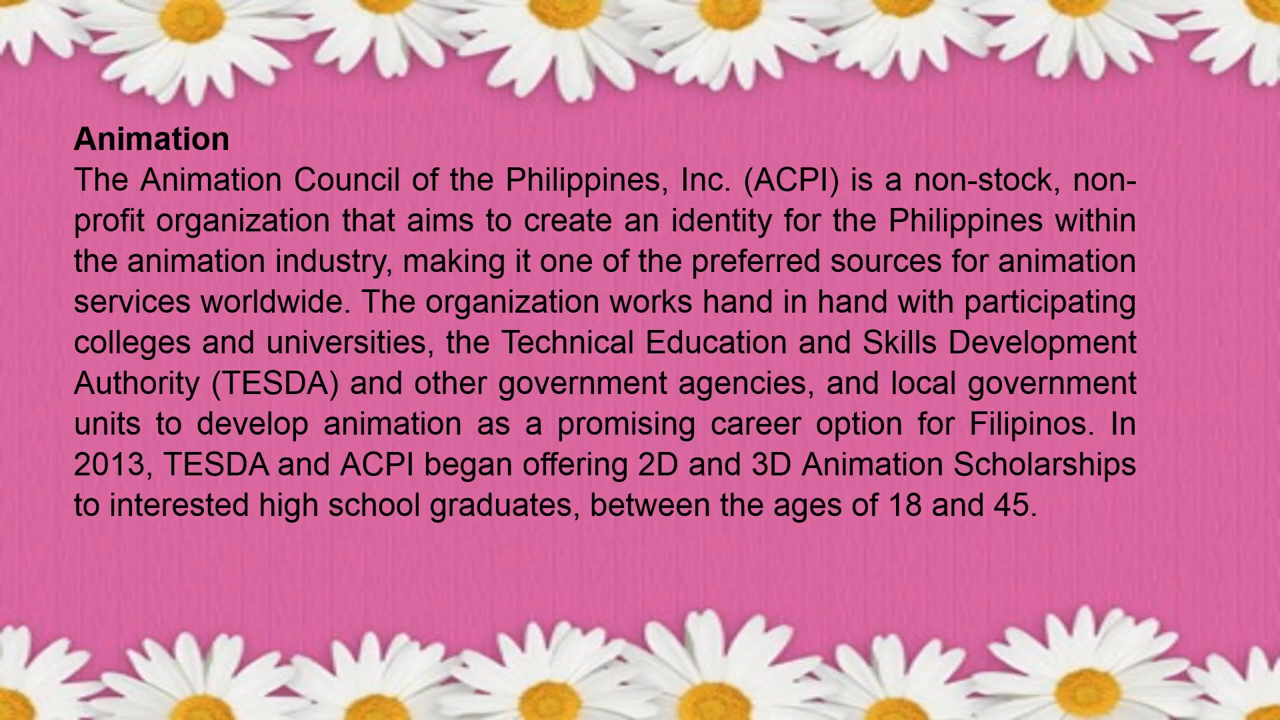 Animation
The Animation Council of the Philippines, Inc. (ACPI) is a non-stock, non-
profit organization that aims to create an identity for the Philippines within
the animation industry, making it one of the preferred sources for animation
services worldwide. The organization works hand in hand with participating
colleges and universities, the Technical Education and Skills Development
Authority (TESDA) and other government agencies, and local government
units to develop animation as a promising career option for Filipinos. In
2013, TESDA and ACPI began offering 2D and 3D Animation Scholarships
to interested high school graduates, between the ages of 18 and 45.